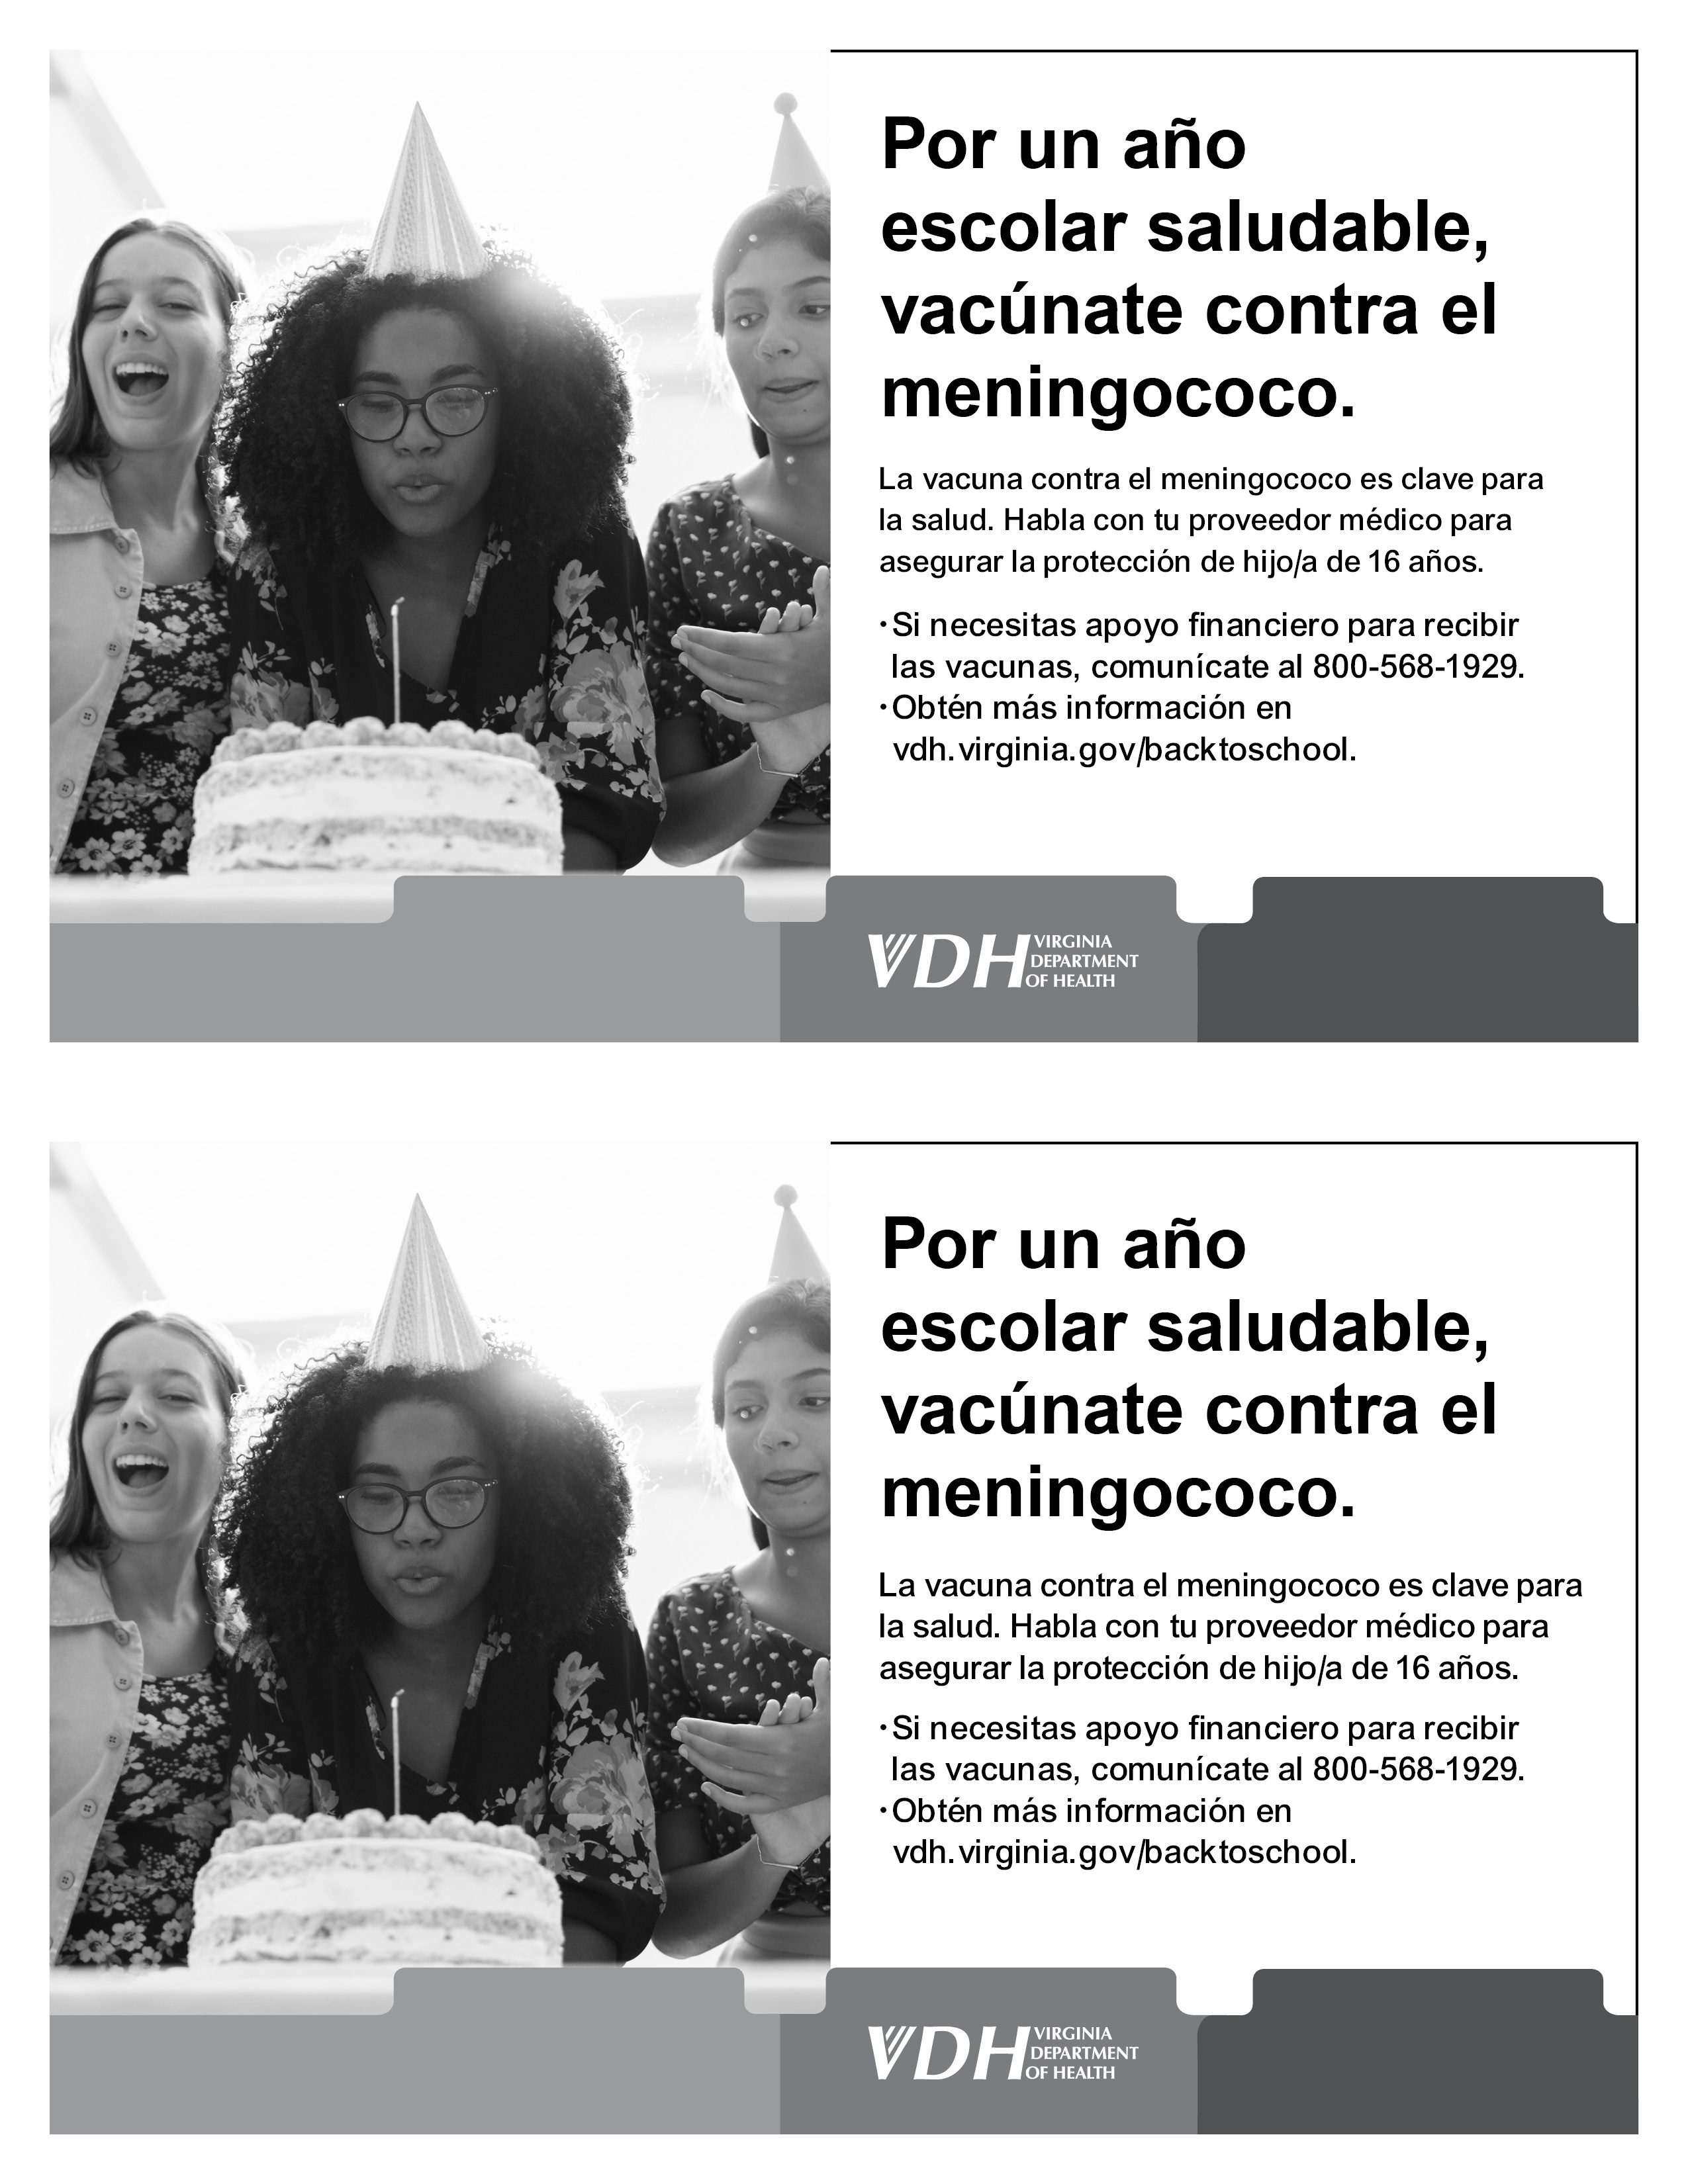 Por un año
escolar saludable,
vacúnate contra el
meningococo.
La vacuna contra el meningococo es clave para
la salud. Habla con tu proveedor médico para
asegurar la protección de hijo/a de 16 años.
·Si necesitas apoyo financiero para recibir
las vacunas, comunícate al 800-568-1929.
·Obtén más información en
vdh.virginia.gov/backtoschool.
VDH VIRGINIA
DEPARTMENT
OF HEALTH
Por un año
escolar saludable,
vacúnate contra el
meningococo.
La vacuna contra el meningococo es clave para
la salud. Habla con tu proveedor médico para
asegurar la protección de hijo/a de 16 años.
·Si necesitas apoyo financiero para recibir
las vacunas, comunícate al 800-568-1929.
·Obtén más información en
vdh.virginia.gov/backtoschool.
VDH VIRGINIA
DEPARTMENT
OF HEALTH